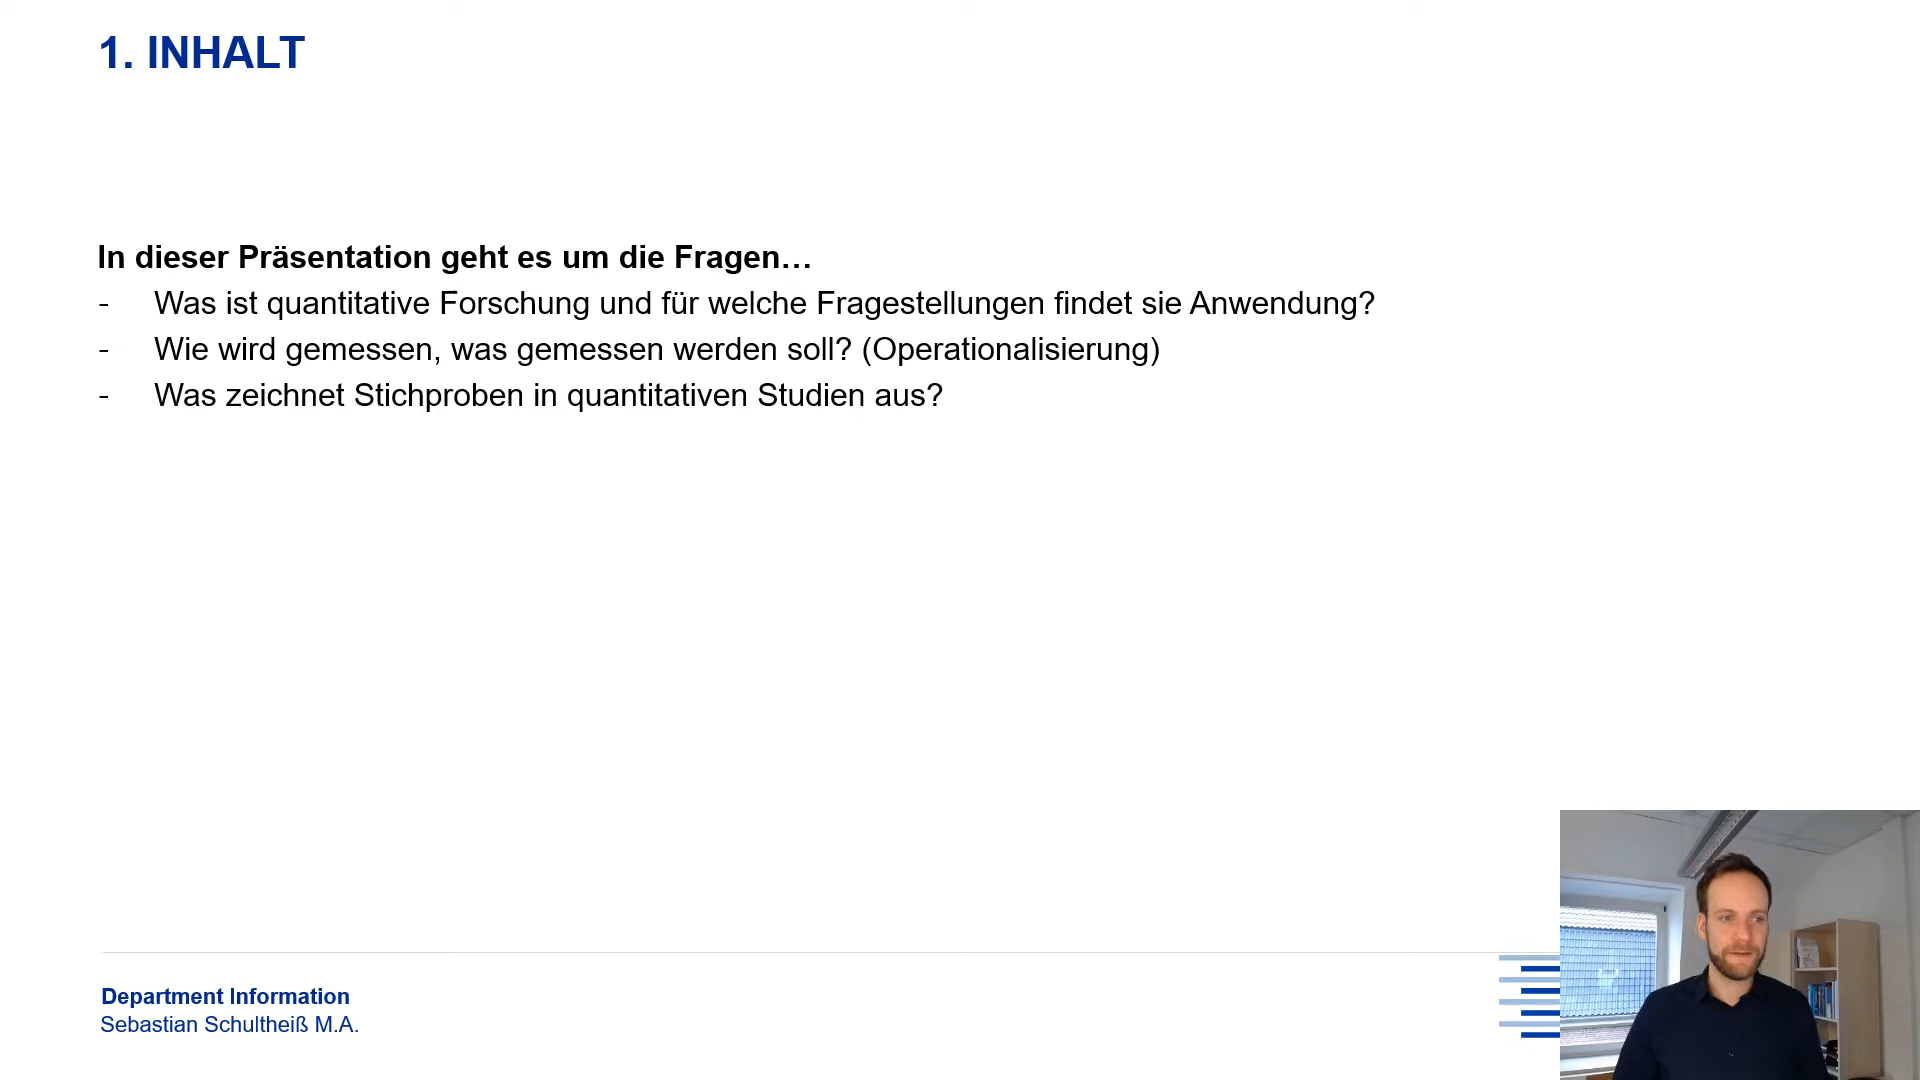 1. INHALT
In dieser Präsentation geht es um die Fragen…
- Was ist quantitative Forschung und für welche Fragestellungen findet sie Anwendung?
- Wie wird gemessen, was gemessen werden soll? (Operationalisierung)
- Was zeichnet Stichproben in quantitativen Studien aus?
Department Information
Sebastian Schultheiß M.A.